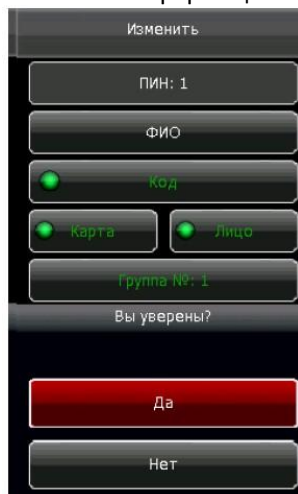 Изменить
ПИН: 1
ФИО
Код
Карта Лицо
Группа №: 1
Вы уверены?
Да
Нет